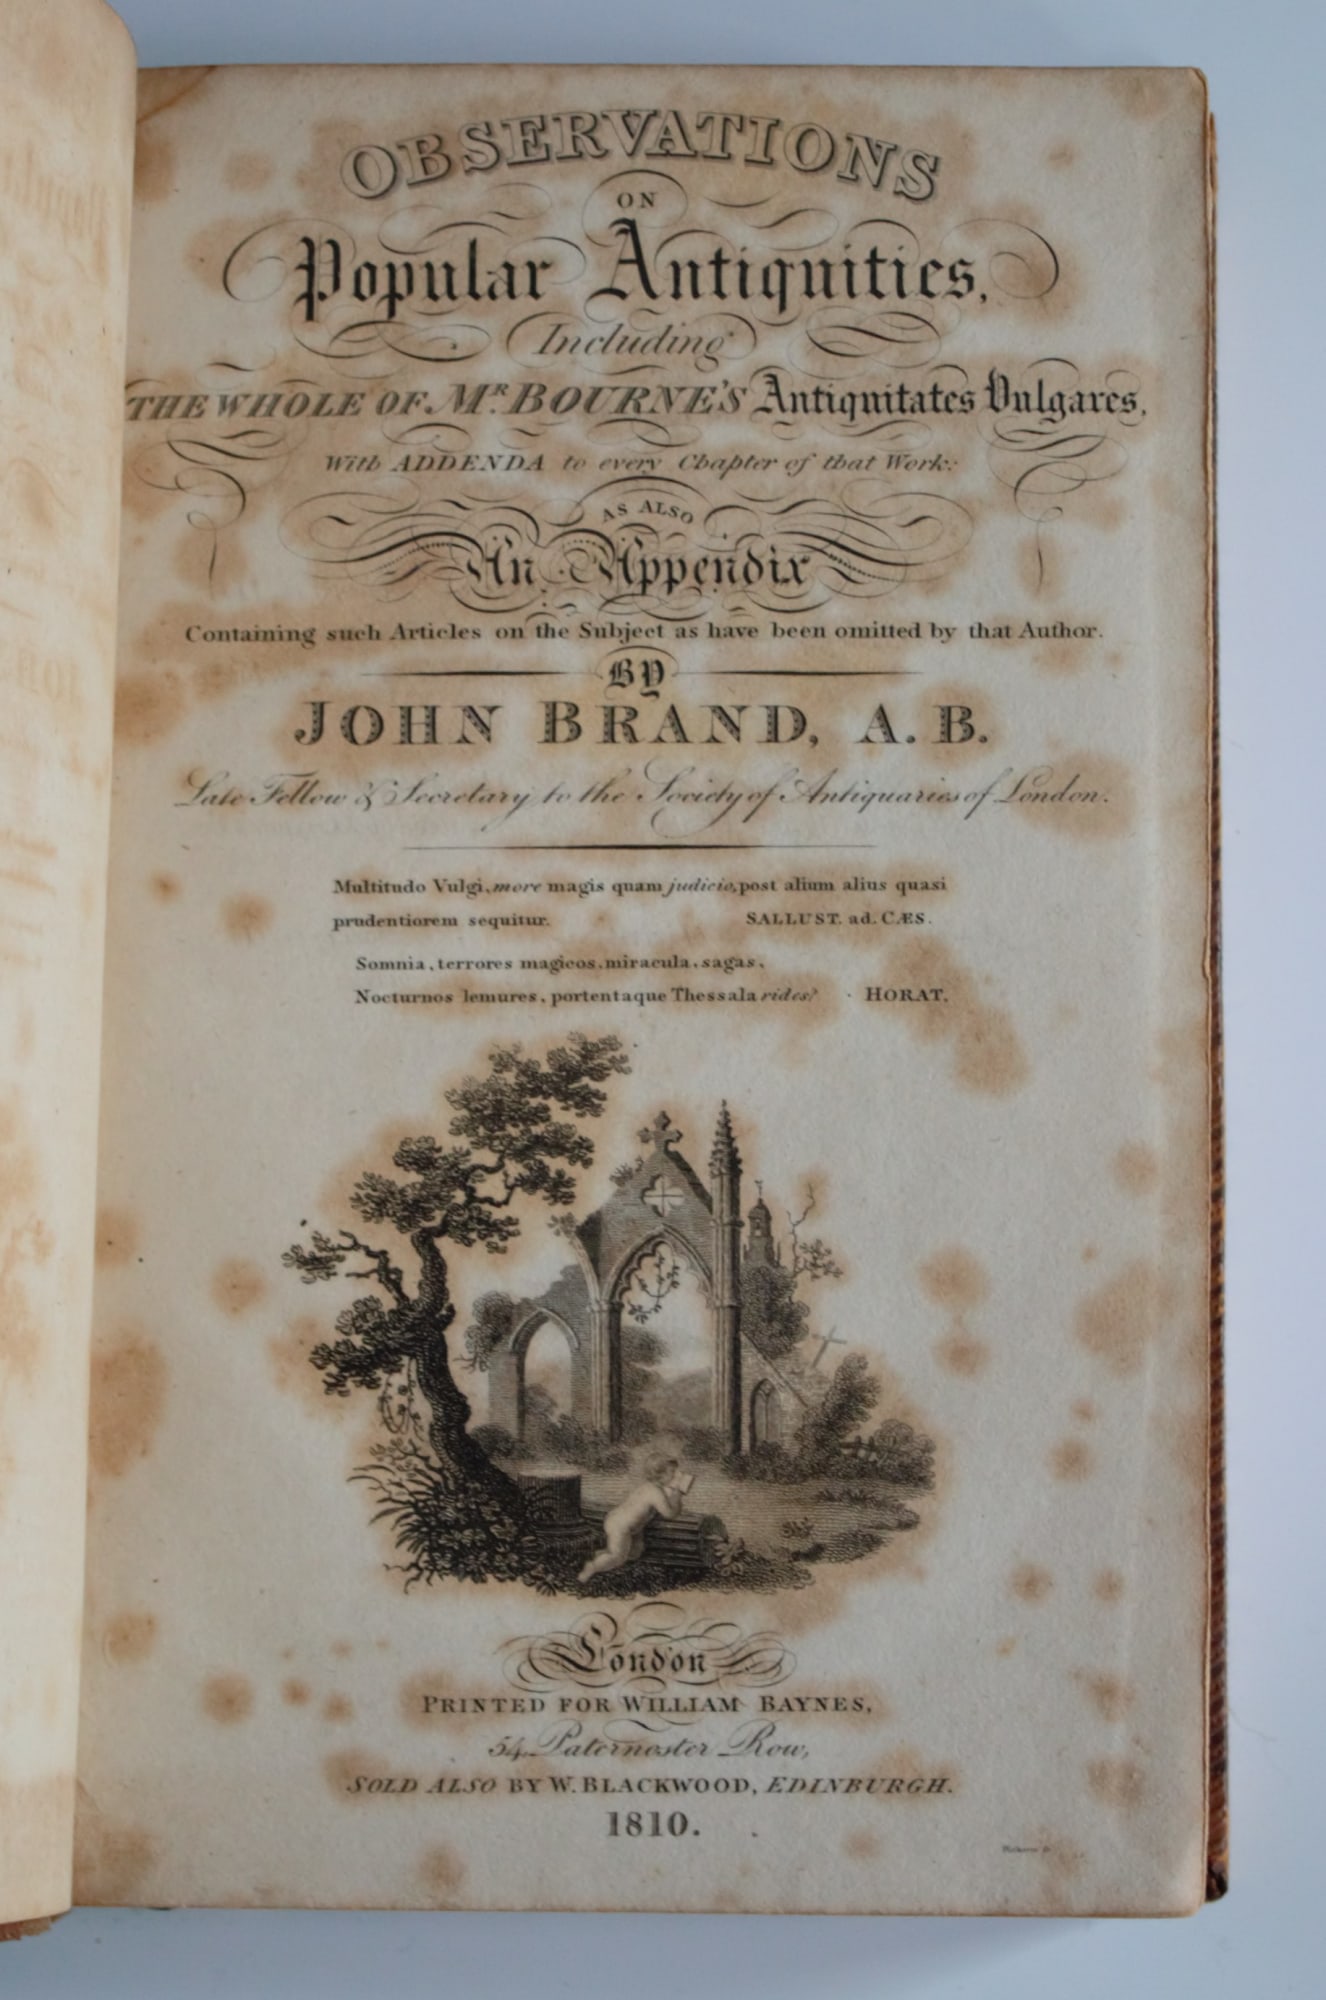 OBSERVATIONS
ON
Popular Antiquities,
Including
THE WHOLE OF MR. BOURNE'S Antiquitates Vulgares,
With ADDENDA to every Chapter of that Work:
AS ALSO
An Appendix
Containing such Articles on the Subject as have been omitted by that Author.
BY
JOHN BRAND, A. B.
Late Fellow & Secretary to the Society of Antiquaries of London.
Multitudo Vulgi, more magis quam judicio, post alium alius quasi
prudentiorem sequitur. SALLUST. ad. CÆS.
Somnia, terrores magicos, miracula, sagas,
Nocturnos lemures, portentaque Thessala rides? HORAT.
London
PRINTED FOR WILLIAM BAYNES,
54, Paternoster Row,
SOLD ALSO BY W. BLACKWOOD, EDINBURGH.
1810.